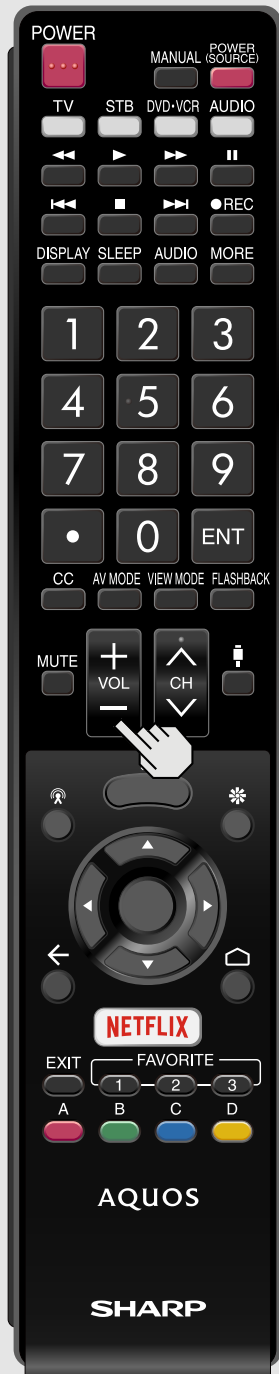 POWER
MANUAL POWER (SOURCE)
TV STB DVD•VCR AUDIO
●REC
DISPLAY SLEEP AUDIO MORE
1 2 3
4 5 6
7 8 9
• 0 ENT
CC AV MODE VIEW MODE FLASHBACK
MUTE + VOL − CH
NETFLIX
EXIT FAVORITE
1 2 3
A B C D
AQUOS
SHARP